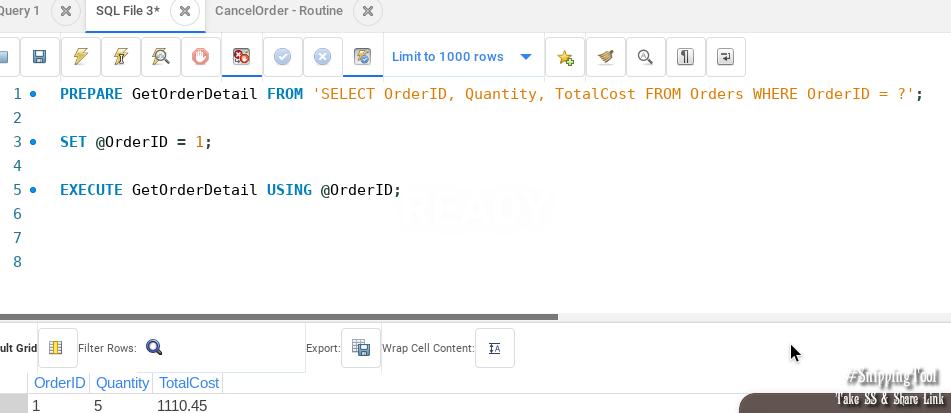 Query 1
SQL File 3*
CancelOrder - Routine
Limit to 1000 rows
1 PREPARE GetOrderDetail FROM 'SELECT OrderID, Quantity, TotalCost FROM Orders WHERE OrderID = ?';
2
3 SET @OrderID = 1;
4
5 EXECUTE GetOrderDetail USING @OrderID;
6
7
8
ult Grid
Filter Rows:
Export:
Wrap Cell Content:
OrderID Quantity TotalCost
1 5 1110.45
#SnippingTool
Take SS & Share Link